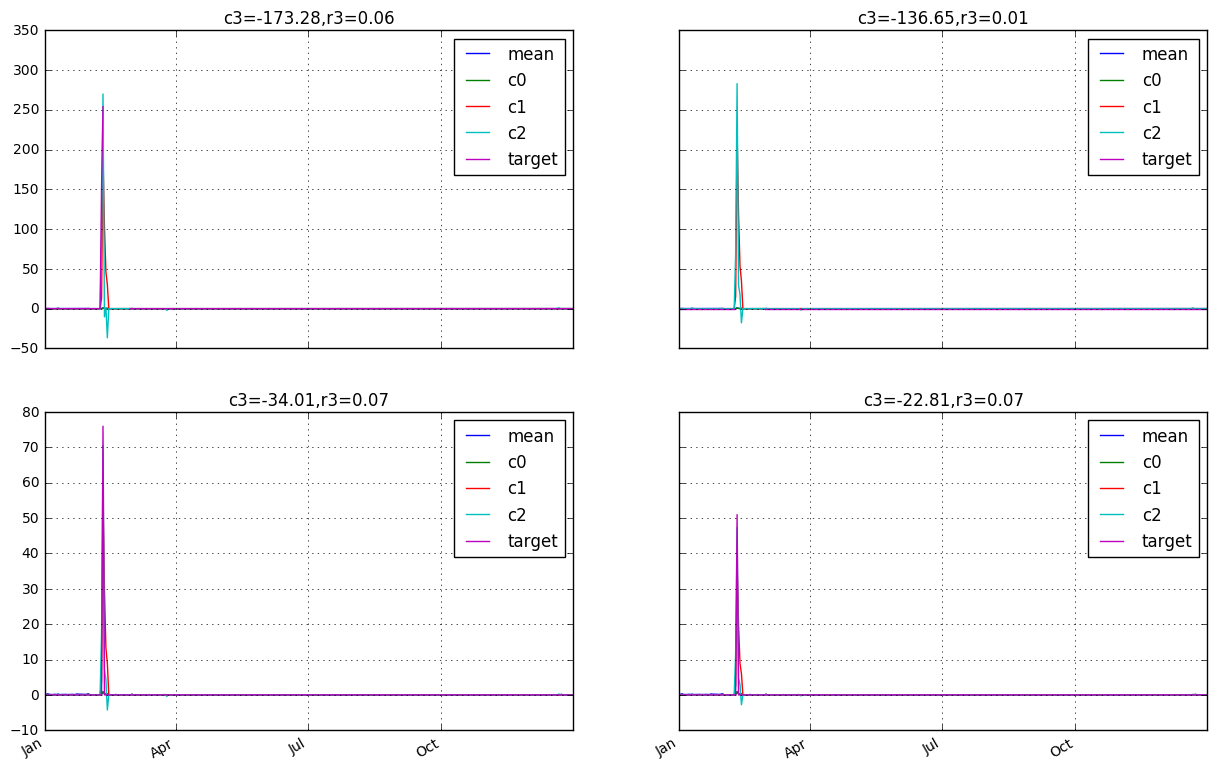 c3=-173.28,r3=0.06
350
300
250
200
150
100
50
0
−50
mean
c0
c1
c2
target
c3=-136.65,r3=0.01
mean
c0
c1
c2
target
c3=-34.01,r3=0.07
80
70
60
50
40
30
20
10
0
−10
mean
c0
c1
c2
target
Jan
Apr
Jul
Oct
c3=-22.81,r3=0.07
mean
c0
c1
c2
target
Jan
Apr
Jul
Oct